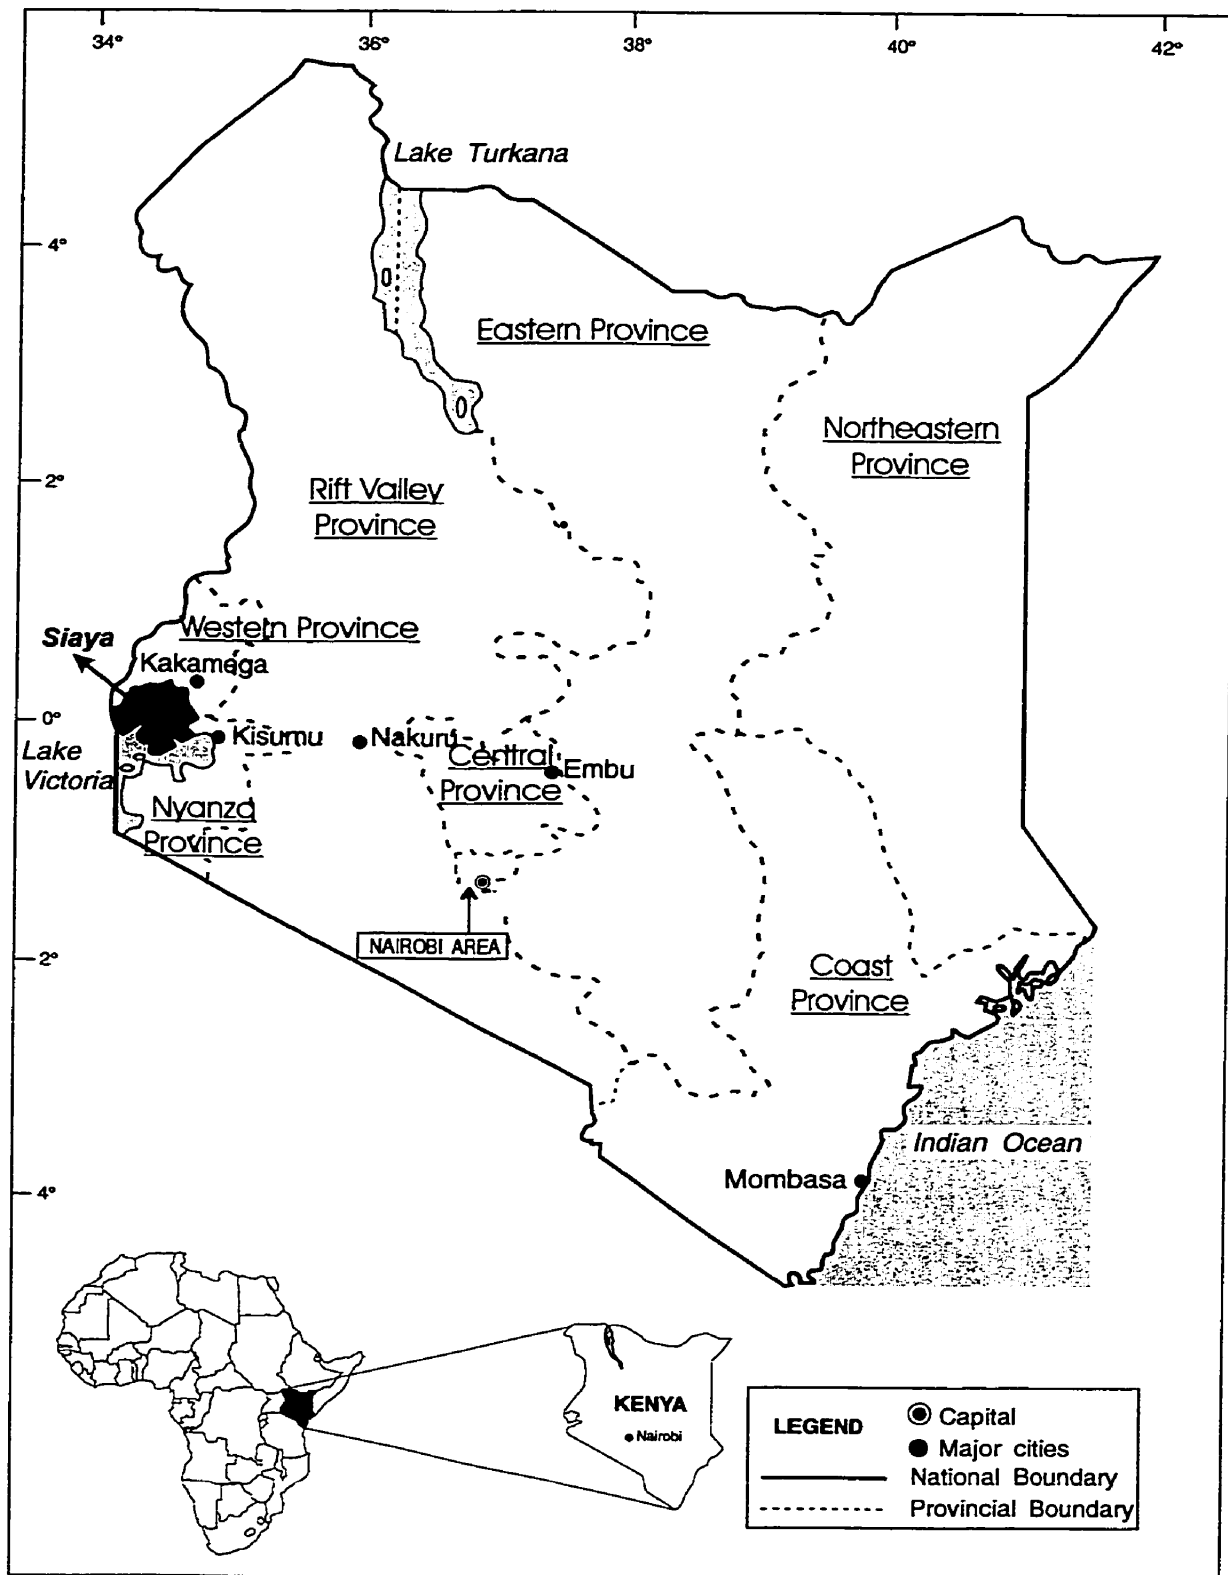 34°
36°
38°
40°
42°
Lake Turkana
4°
Eastern Province
Northeastern
Province
2°
Rift Valley
Province
Western Province
Siaya
Kakamega
0°
Kisumu
Nakuru
Lake
Victoria
Central
Province
Embu
Nyanza
Province
NAIROBI AREA
2°
Coast
Province
Indian Ocean
Mombasa
4°
KENYA
Nairobi
LEGEND
Capital
Major cities
National Boundary
Provincial Boundary